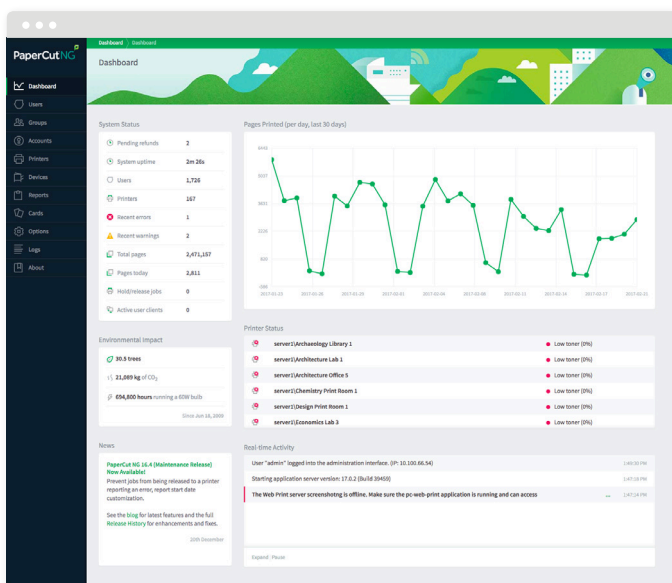 PaperCut NG
Dashboard
Users
Groups
Accounts
Printers
Devices
Reports
Cards
Options
Logs
About
Dashboard Dashboard
Dashboard
System Status
Pending refunds 2
System uptime 2m 26s
Users 1,726
Printers 167
Recent errors 1
Recent warnings 2
Total pages 2,471,157
Pages today 2,811
Hold/release jobs 0
Active user clients 0
Environmental Impact
30.5 trees
21,089 kg of CO2
694,800 hours running a 60W bulb
News
PaperCut NG 16.4 (Maintenance Release)
Now Available!
Prevent jobs from being released to a printer
reporting an error, report start date
customization.
See the blog for latest features and the full
Release History for enhancements and fixes.
Pages Printed (per day, last 30 days)
Printer Status
server1\Archaeology Library 1 Low toner (0%)
server1\Architecture Lab 1 Low toner (0%)
server1\Architecture Office 5 Low toner (0%)
server1\Chemistry Print Room 1 Low toner (0%)
server1\Design Print Room 1 Low toner (0%)
server1\Economics Lab 3 Low toner (0%)
Real-time Activity
User "admin" logged into the administration interface. (IP: 10.100.66.54)
Starting application server version: 17.0.2 (Build 39459)
The Web Print server screenshotng is offline. Make sure the pc-web-print application is running and can access ...
Expand Pause